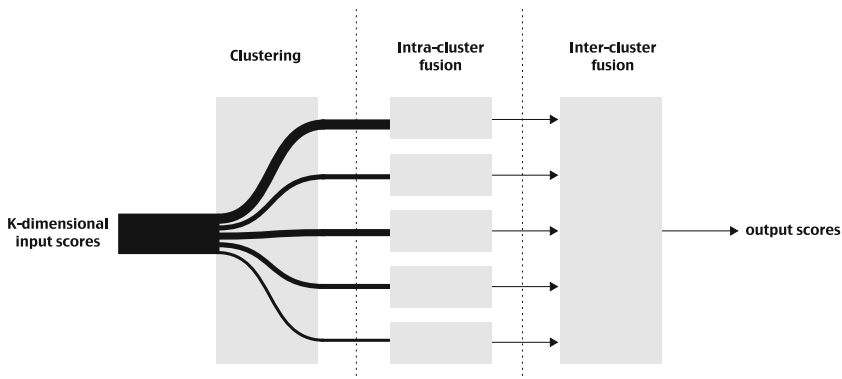 Clustering
Intra-cluster
fusion
Inter-cluster
fusion
K-dimensional
input scores
output scores